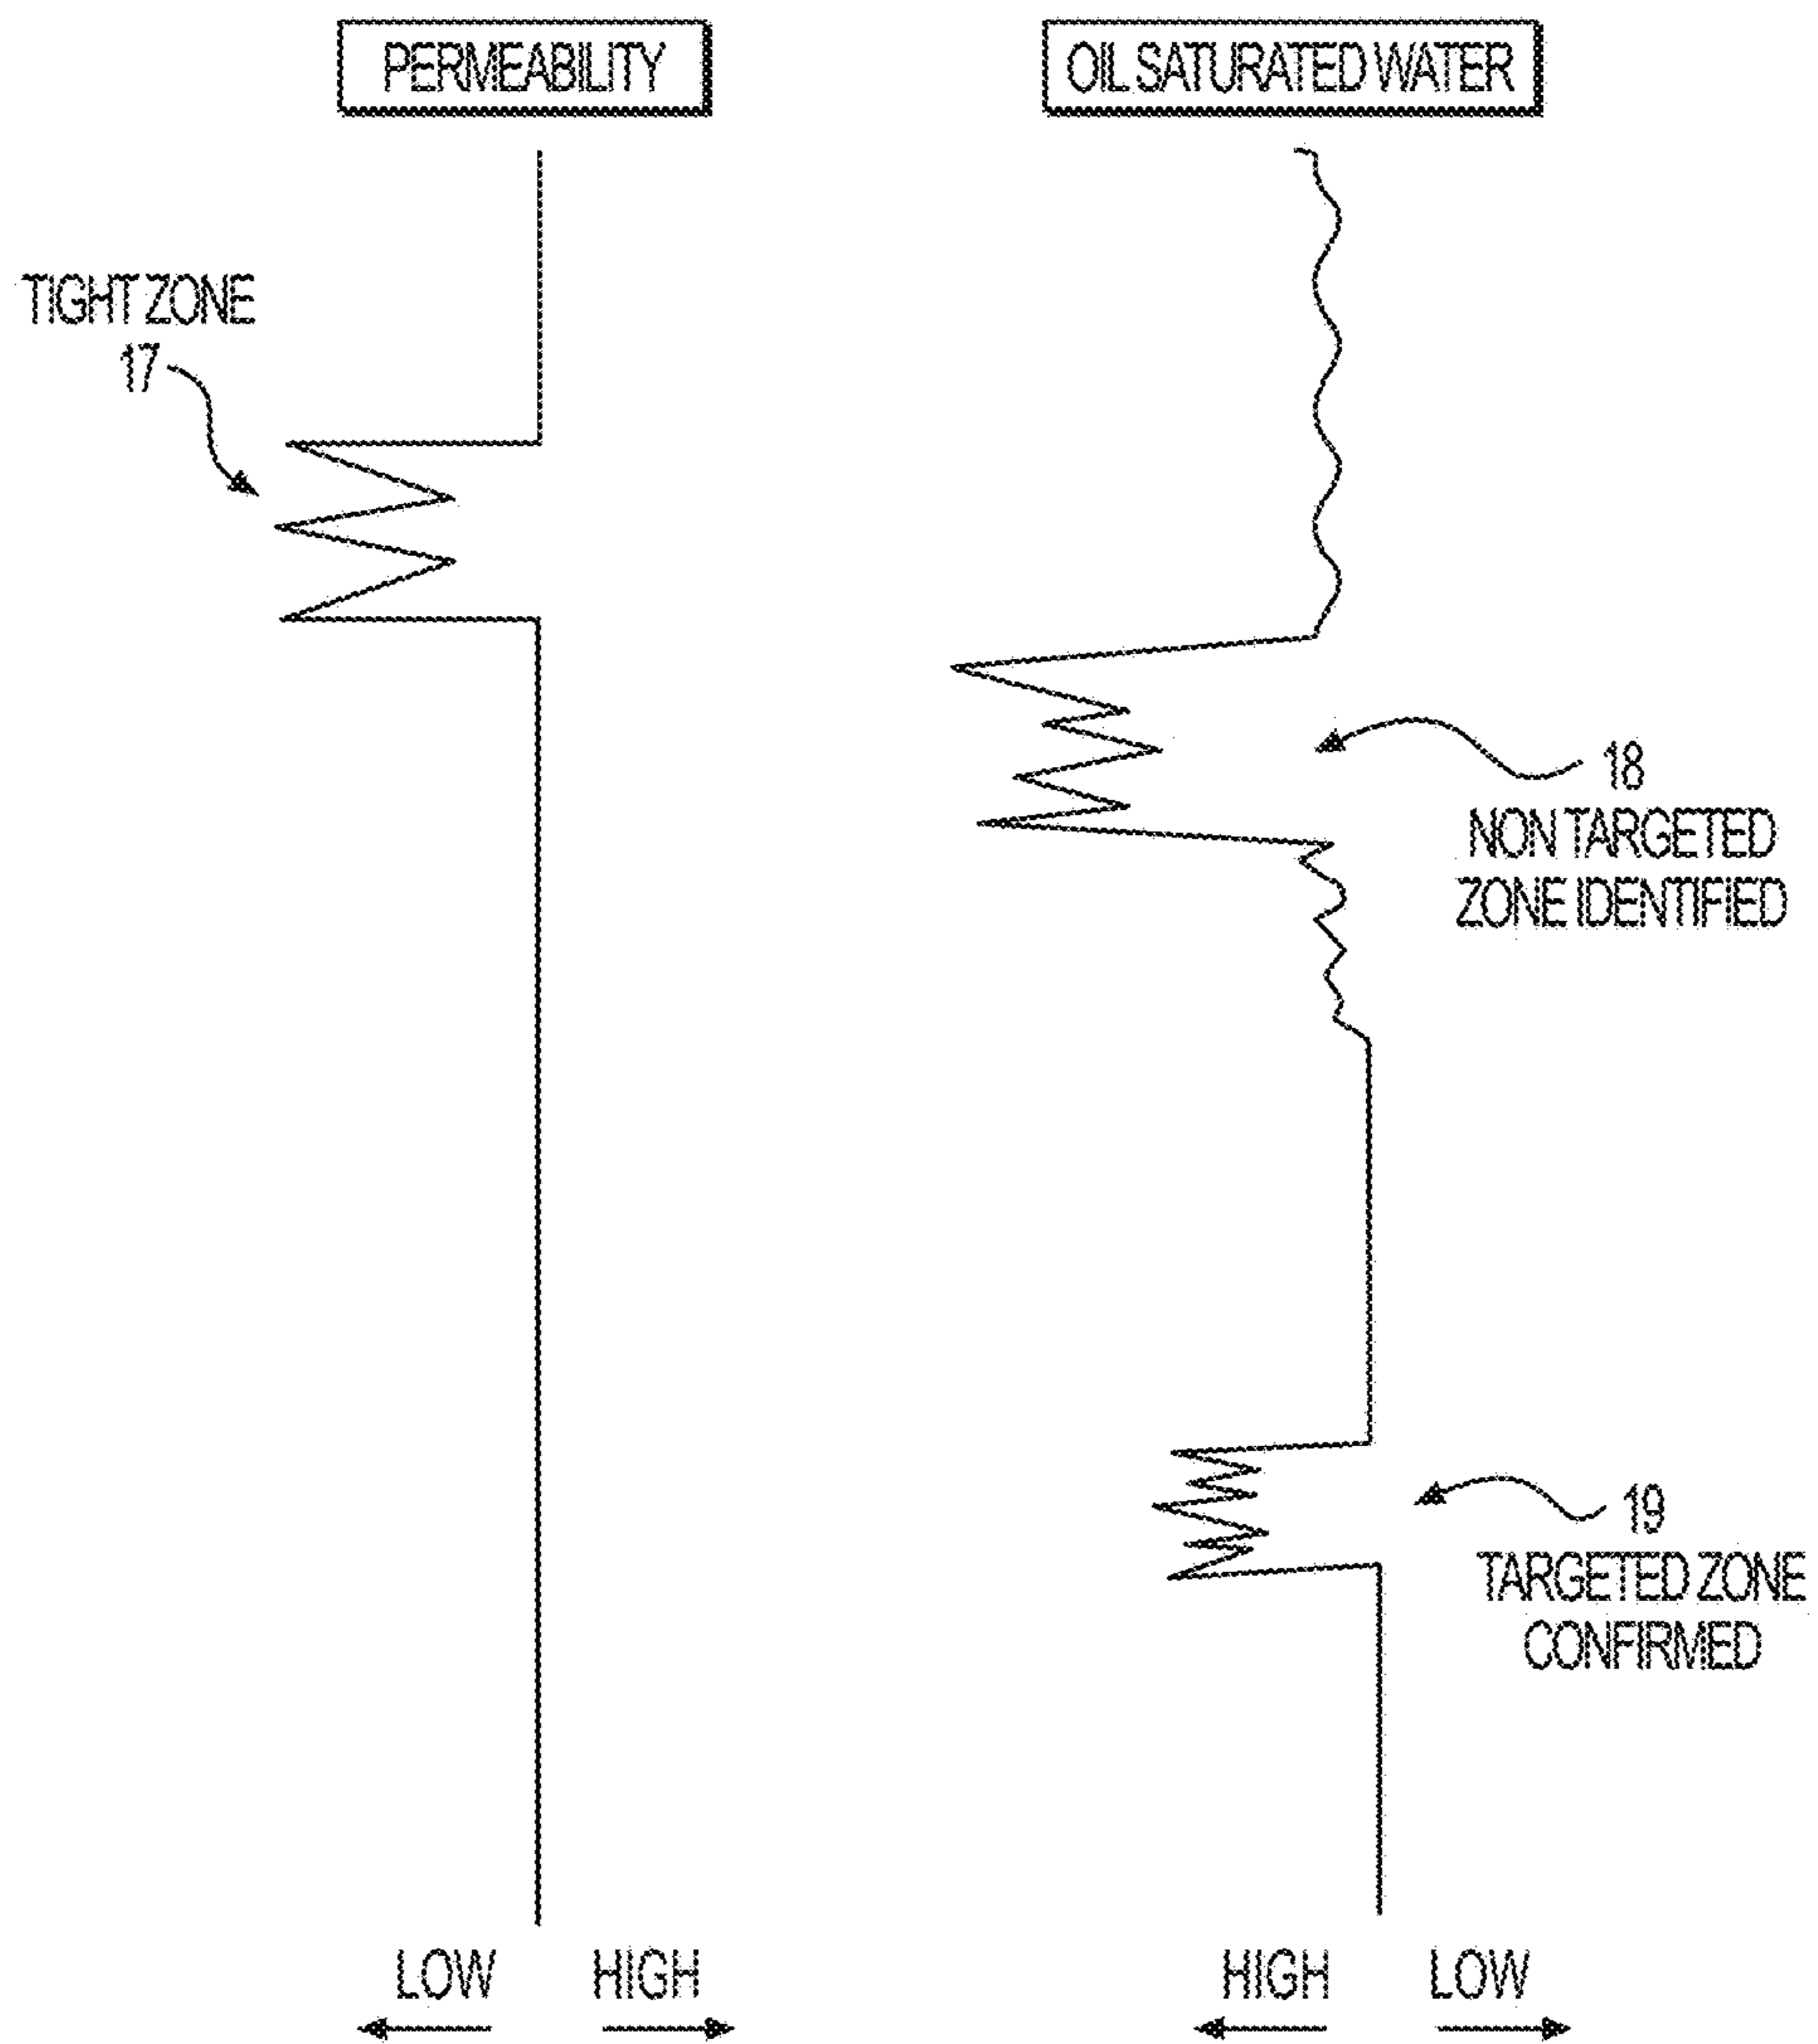 PERMEABILITY
OIL SATURATED WATER
TIGHT ZONE
17
18
NON TARGETED
ZONE IDENTIFIED
19
TARGETED ZONE
CONFIRMED
LOW HIGH
HIGH LOW